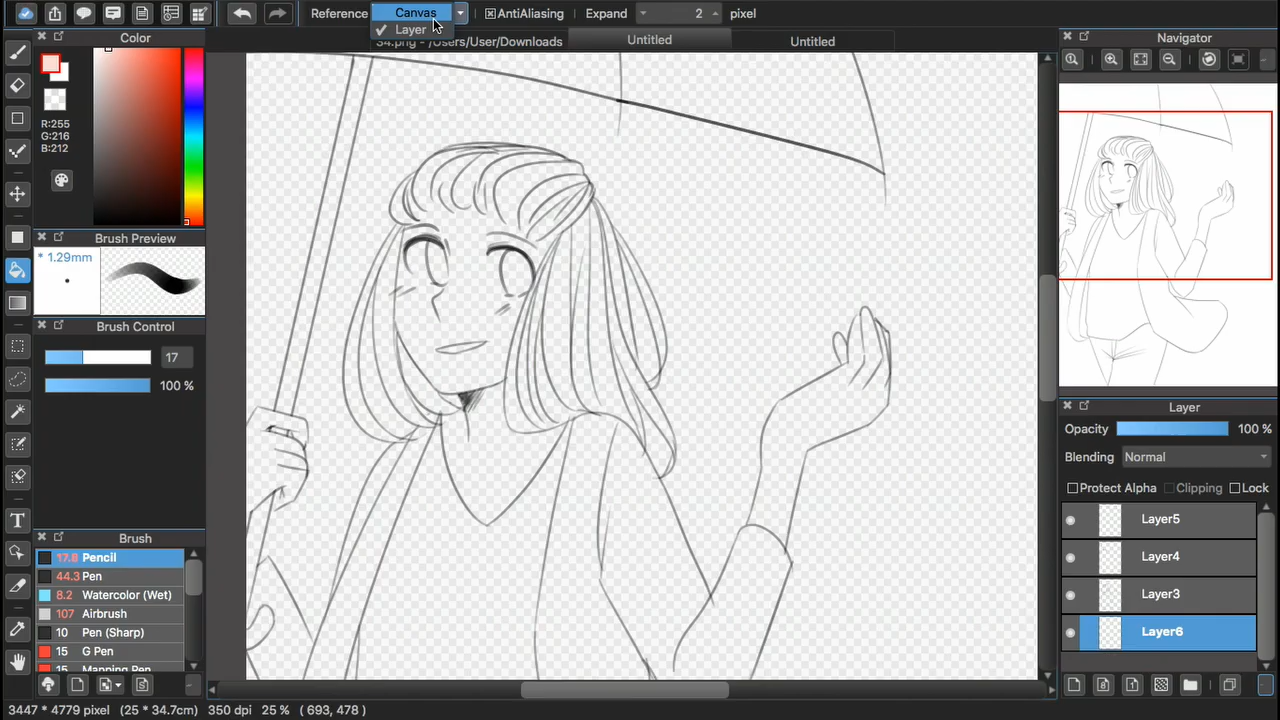 Reference Canvas AntiAliasing Expand 2 pixel
Layer
34.png - /Users/User/Downloads Untitled Untitled
Color
R:255
G:216
B:212
Brush Preview
* 1.29mm
Brush Control
17
100 %
Brush
17.8 Pencil
44.3 Pen
8.2 Watercolor (Wet)
107 Airbrush
10 Pen (Sharp)
15 G Pen
15 Mapping Pen
Navigator
Layer
Opacity 100 %
Blending Normal
Protect Alpha Clipping Lock
Layer5
Layer4
Layer3
Layer6
3447 * 4779 pixel (25 * 34.7cm) 350 dpi 25 % ( 693, 478 )